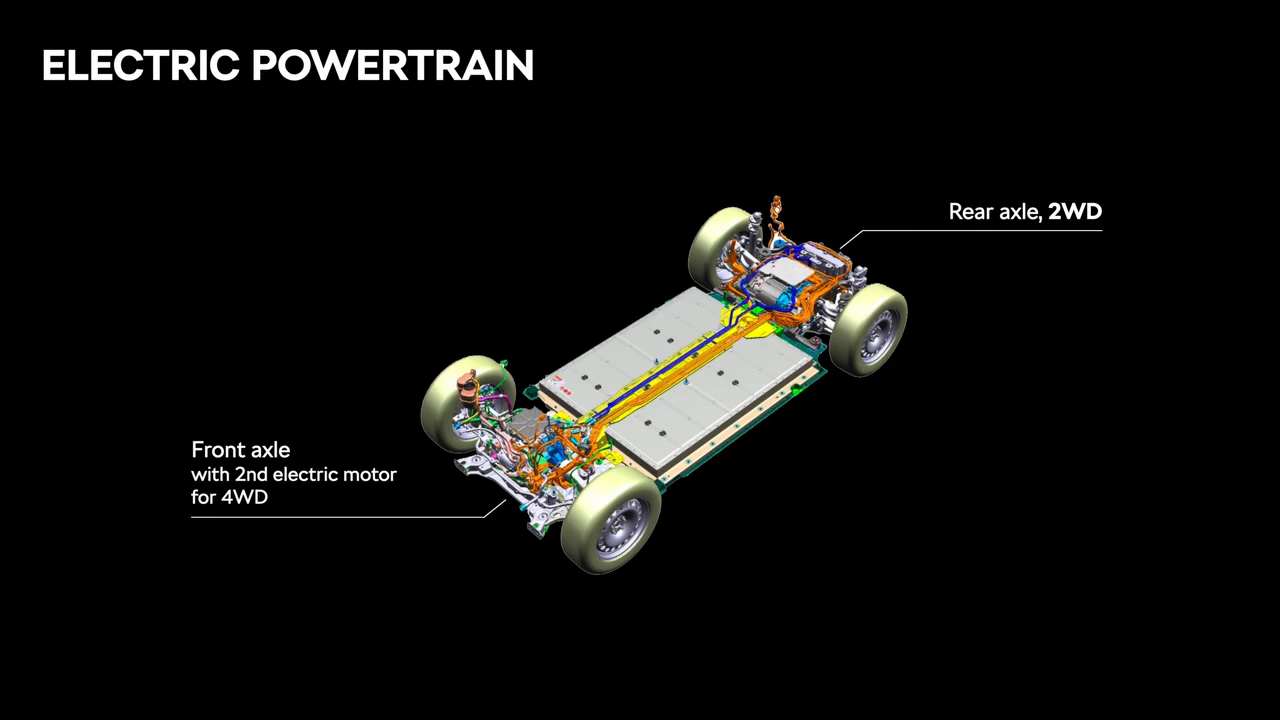 ELECTRIC POWERTRAIN
Rear axle, 2WD
Front axle
with 2nd electric motor
for 4WD